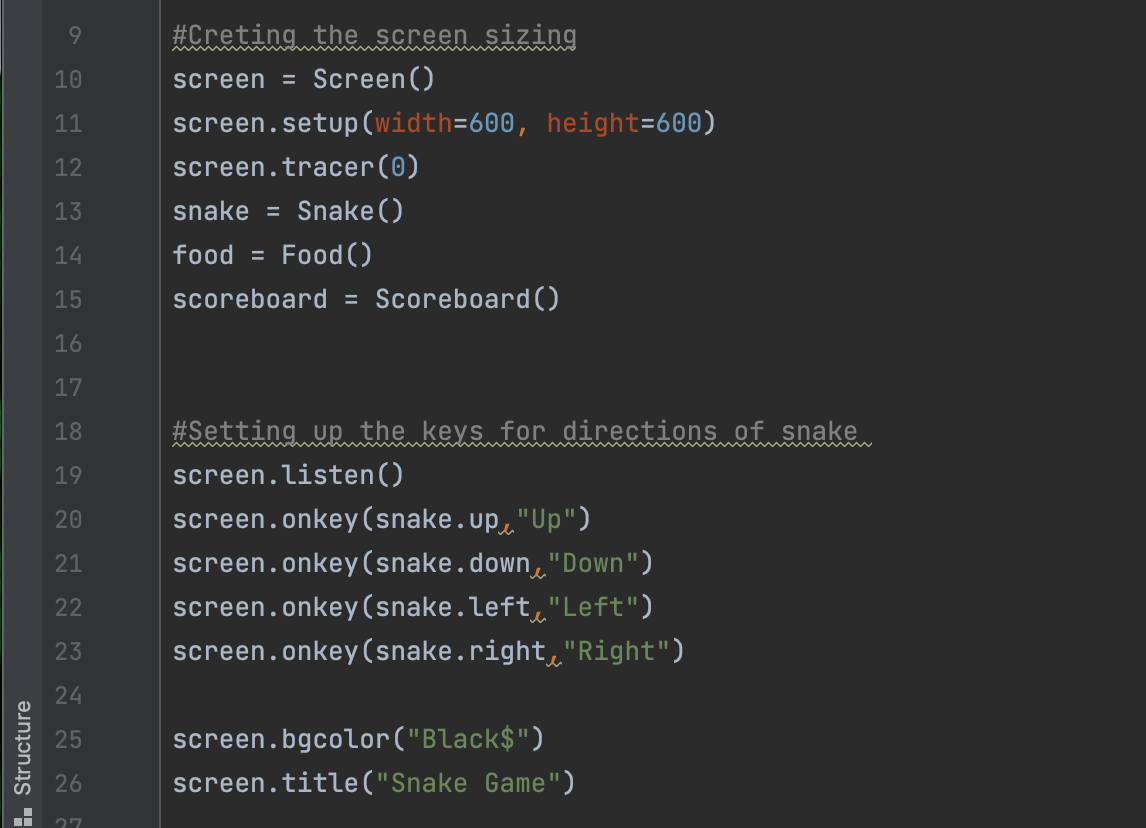 9 #Creting the screen sizing
10 screen = Screen()
11 screen.setup(width=600, height=600)
12 screen.tracer(0)
13 snake = Snake()
14 food = Food()
15 scoreboard = Scoreboard()
16
17
18 #Setting up the keys for directions of snake
19 screen.listen()
20 screen.onkey(snake.up,"Up")
21 screen.onkey(snake.down,"Down")
22 screen.onkey(snake.left,"Left")
23 screen.onkey(snake.right,"Right")
24
25 screen.bgcolor("Black$")
26 screen.title("Snake Game")
27
Structure